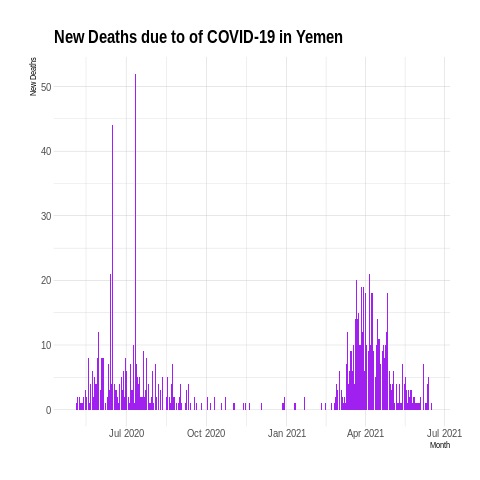 New Deaths due to of COVID-19 in Yemen
New Deaths
50
40
30
20
10
0
Jul 2020 Oct 2020 Jan 2021 Apr 2021 Jul 2021
Month